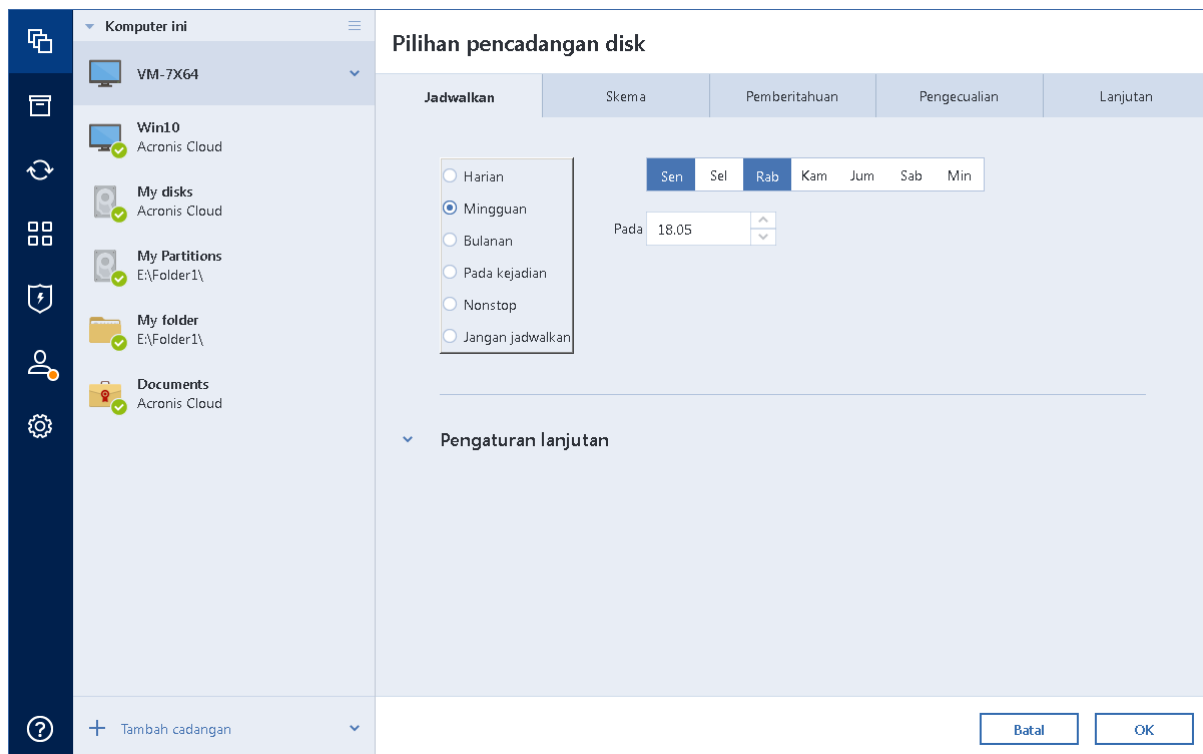 Komputer ini
VM-7X64
Win10
Acronis Cloud
My disks
Acronis Cloud
My Partitions
E:\Folder1\
My folder
E:\Folder1\
Documents
Acronis Cloud
Tambah cadangan
Pilihan pencadangan disk
Jadwalkan Skema Pemberitahuan Pengecualian Lanjutan
Harian
Mingguan
Bulanan
Pada kejadian
Nonstop
Jangan jadwalkan
Sen Sel Rab Kam Jum Sab Min
Pada 18.05
Pengaturan lanjutan
Batal OK